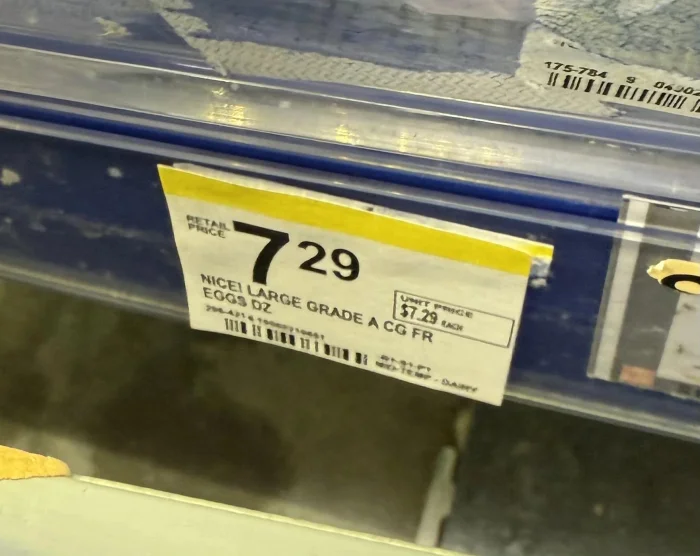 175-784 9
RETAIL
PRICE
7 29
NICE! LARGE GRADE A CG FR
EGGS DZ
UNIT PRICE
$7.29 EACH
MID-TEMP - DAIRY